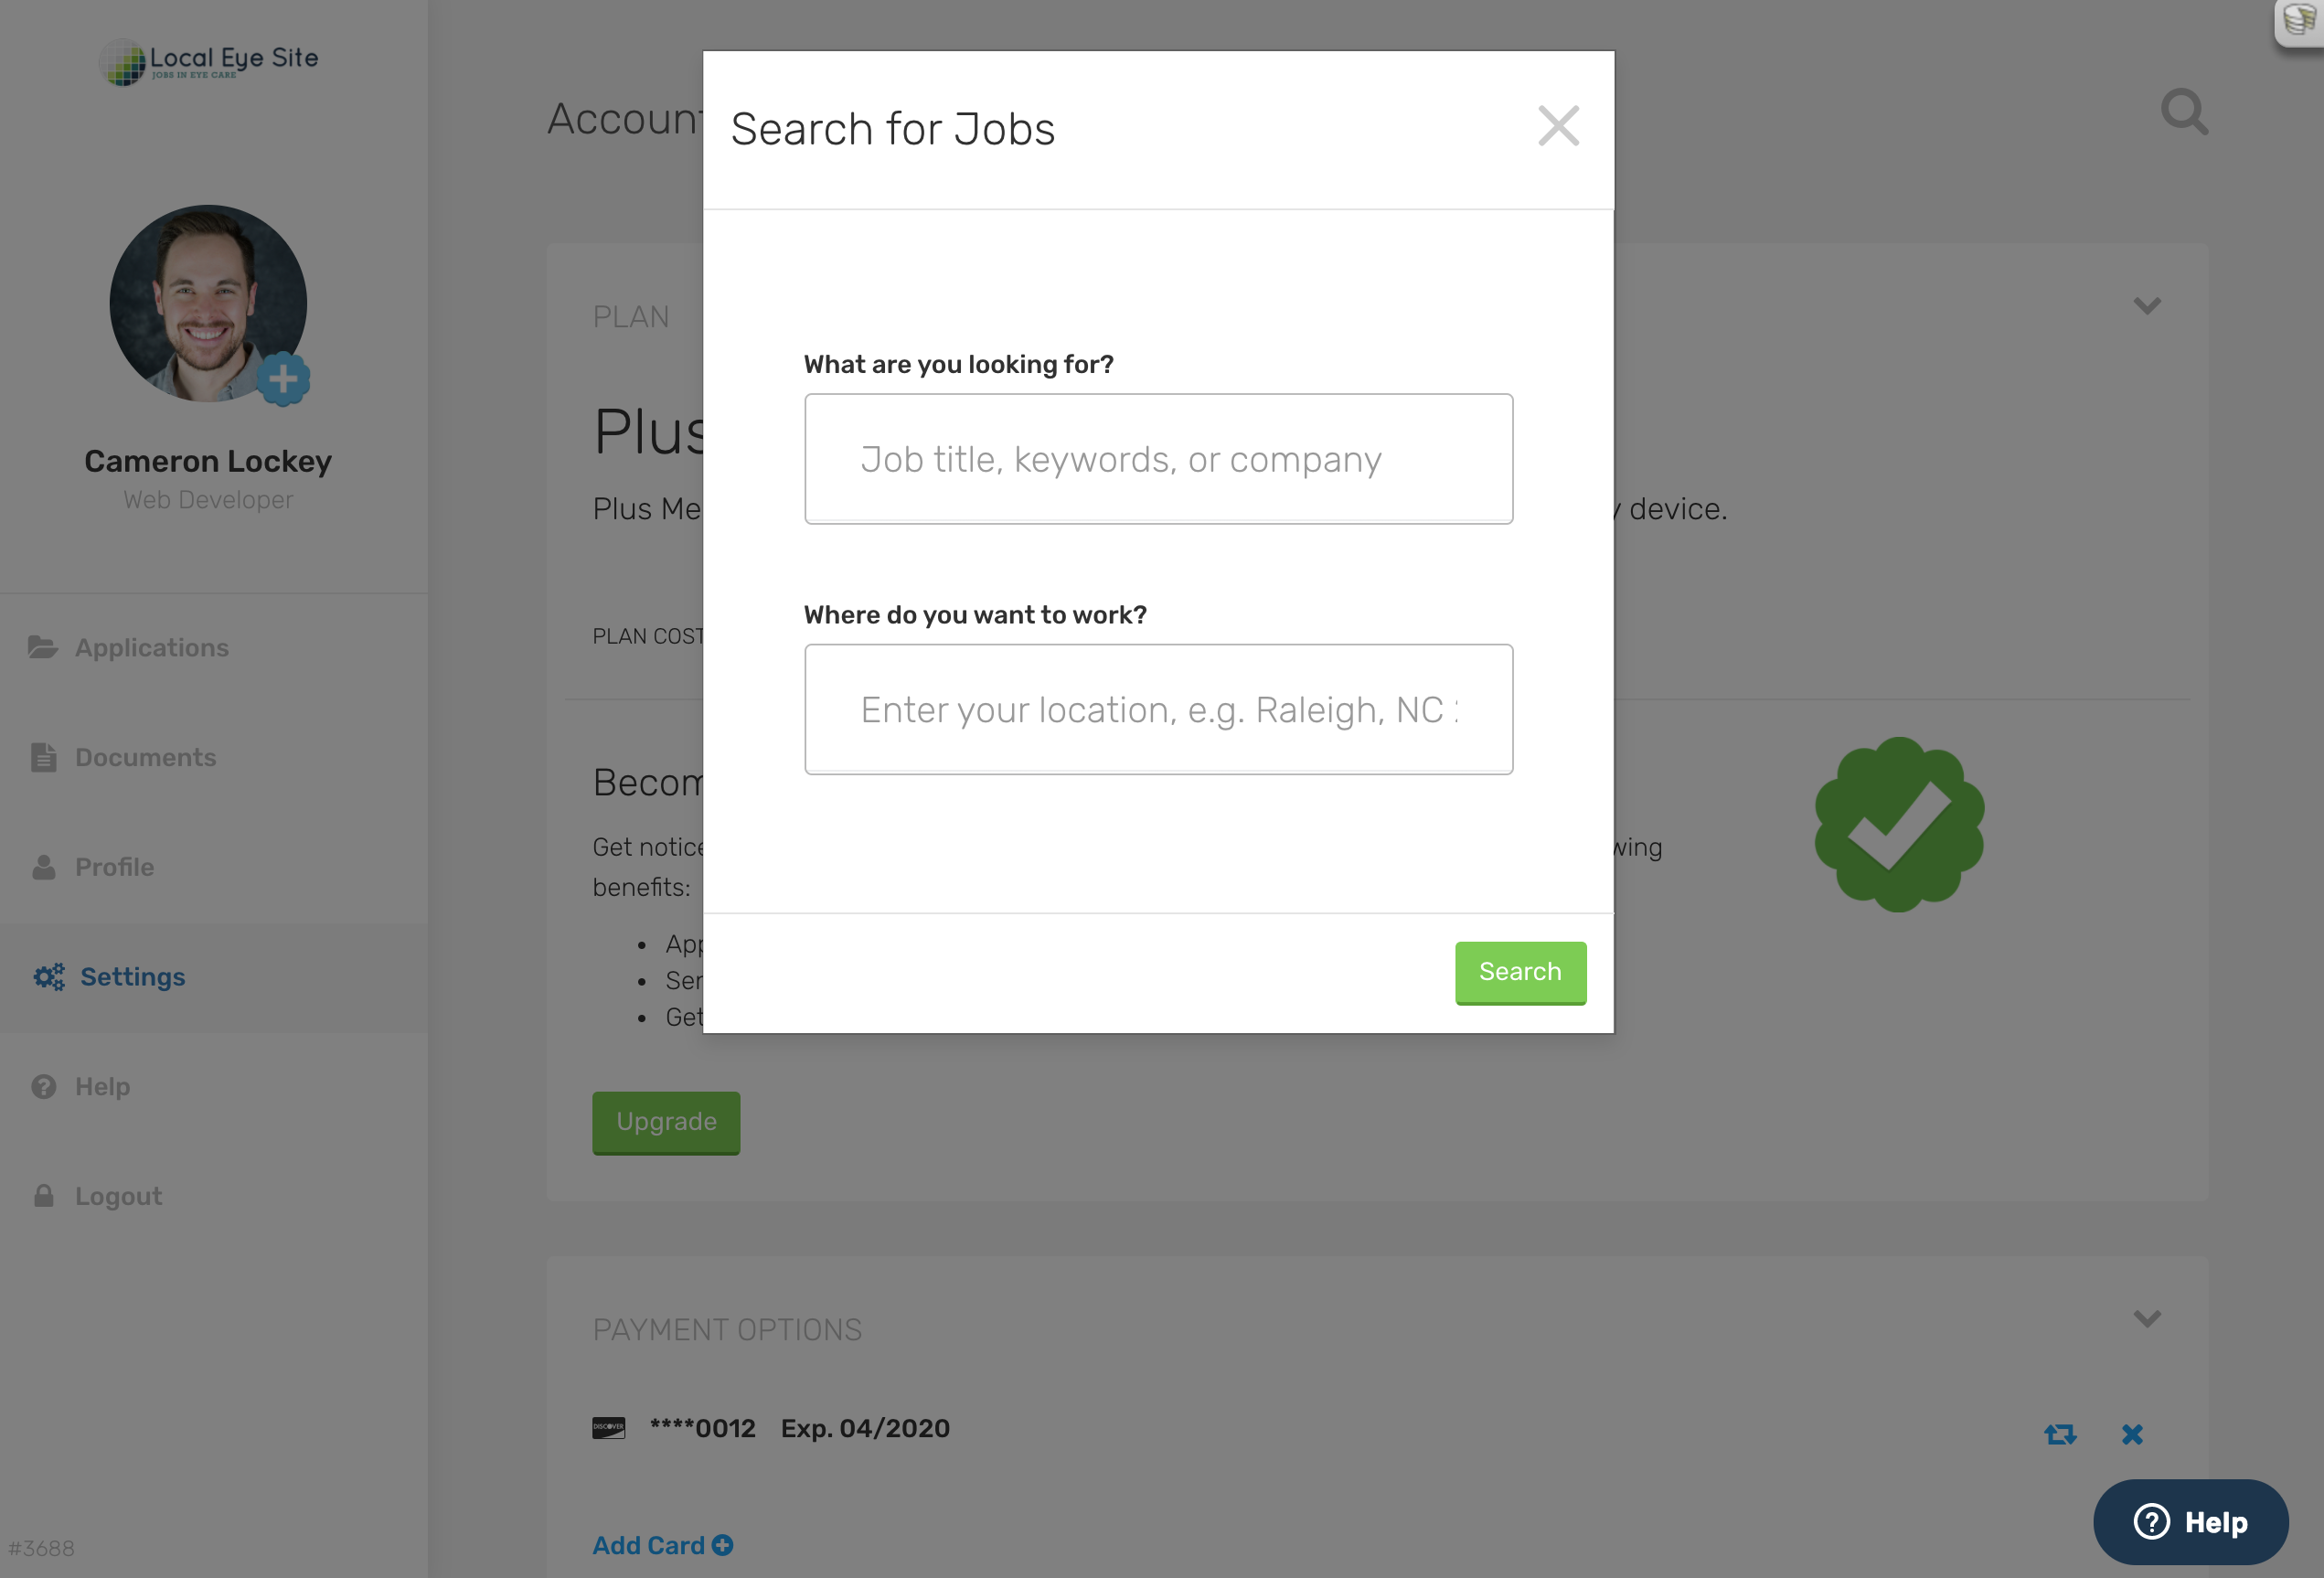 Local Eye Site
JOBS IN EYE CARE
Cameron Lockey
Web Developer
Applications
Documents
Profile
Settings
Help
Logout
#3688
Accoun
PLAN
Plus
Plus Me
y device.
PLAN COST
Becom
Get notice
wing
benefits:
App
Ser
Get
Upgrade
Search for Jobs
What are you looking for?
Job title, keywords, or company
Where do you want to work?
Enter your location, e.g. Raleigh, NC
Search
PAYMENT OPTIONS
DISCOVER ****0012 Exp. 04/2020
Add Card
Help